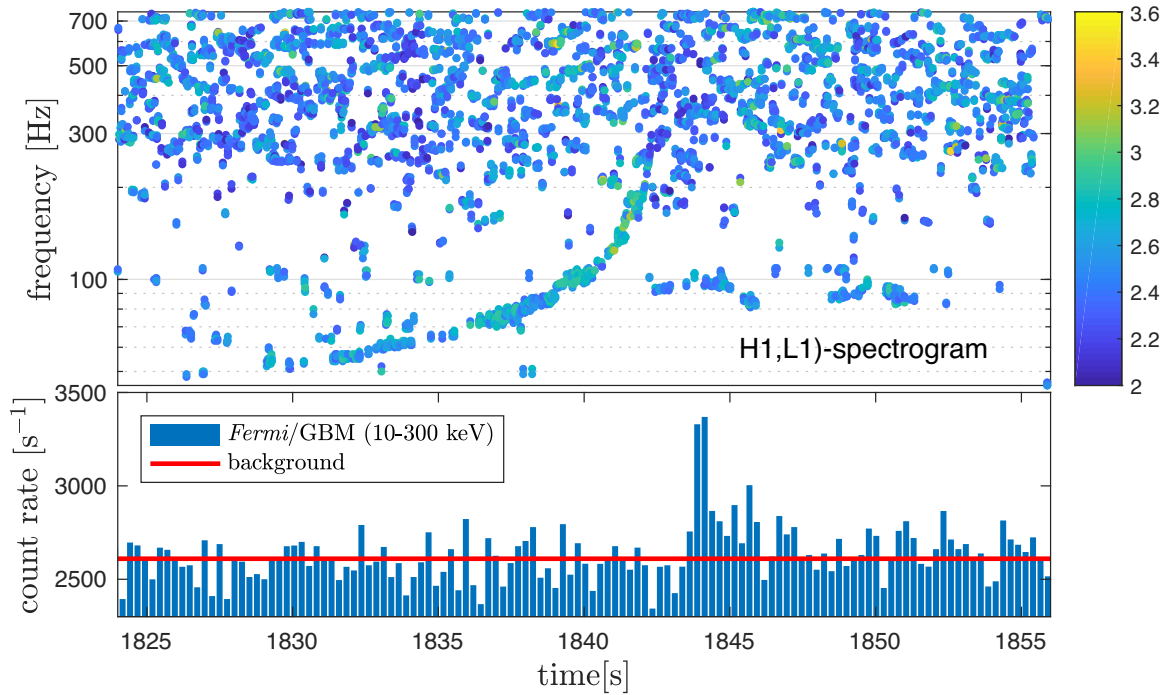 700
500
300
100
frequency [Hz]
H1,L1)-spectrogram
3.6
3.4
3.2
3
2.8
2.6
2.4
2.2
2
3500
3000
2500
count rate [s⁻¹]
Fermi/GBM (10-300 keV)
background
1825 1830 1835 1840 1845 1850 1855
time[s]